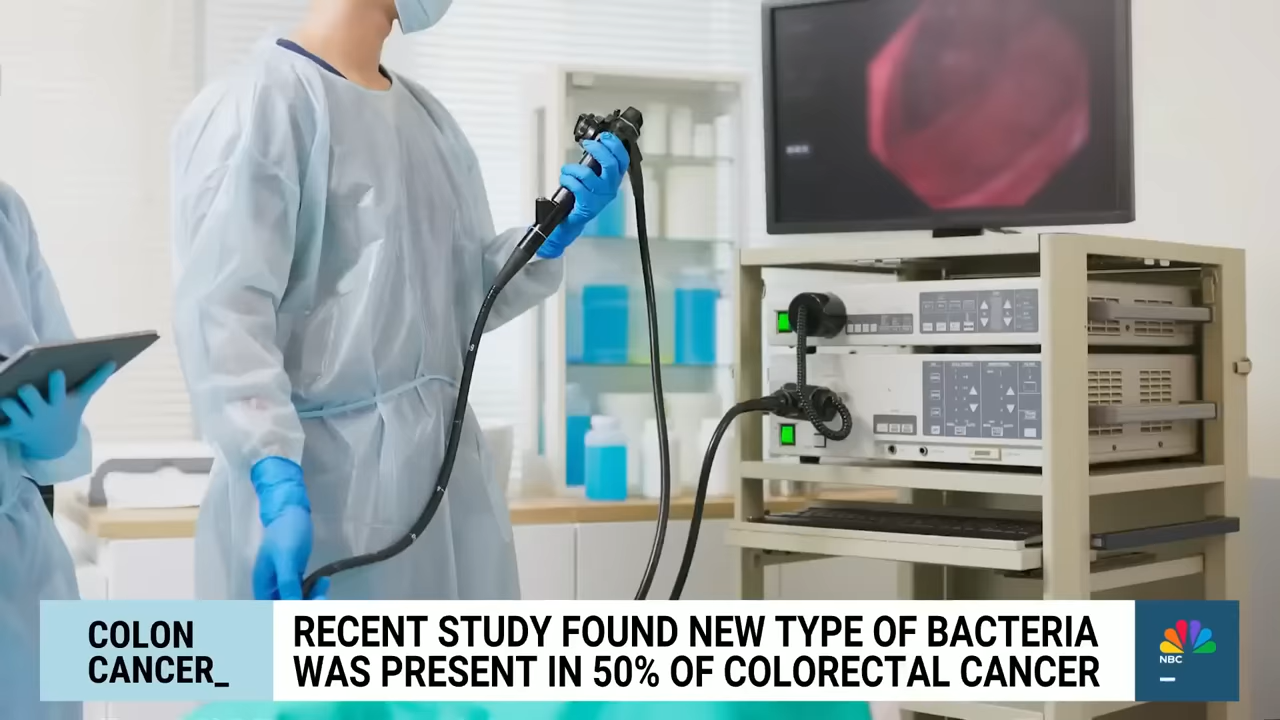 COLON
CANCER_
RECENT STUDY FOUND NEW TYPE OF BACTERIA
WAS PRESENT IN 50% OF COLORECTAL CANCER
NBC